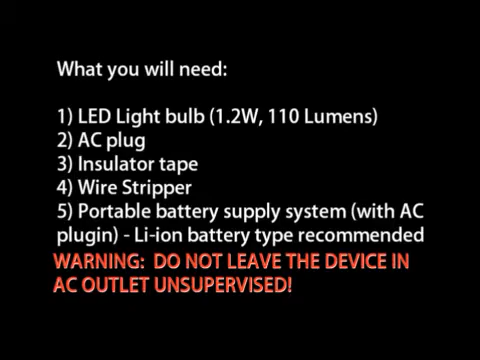 What you will need:
1) LED Light bulb (1.2W, 110 Lumens)
2) AC plug
3) Insulator tape
4) Wire Stripper
5) Portable battery supply system (with AC
plugin) - Li-ion battery type recommended
WARNING: DO NOT LEAVE THE DEVICE IN
AC OUTLET UNSUPERVISED!